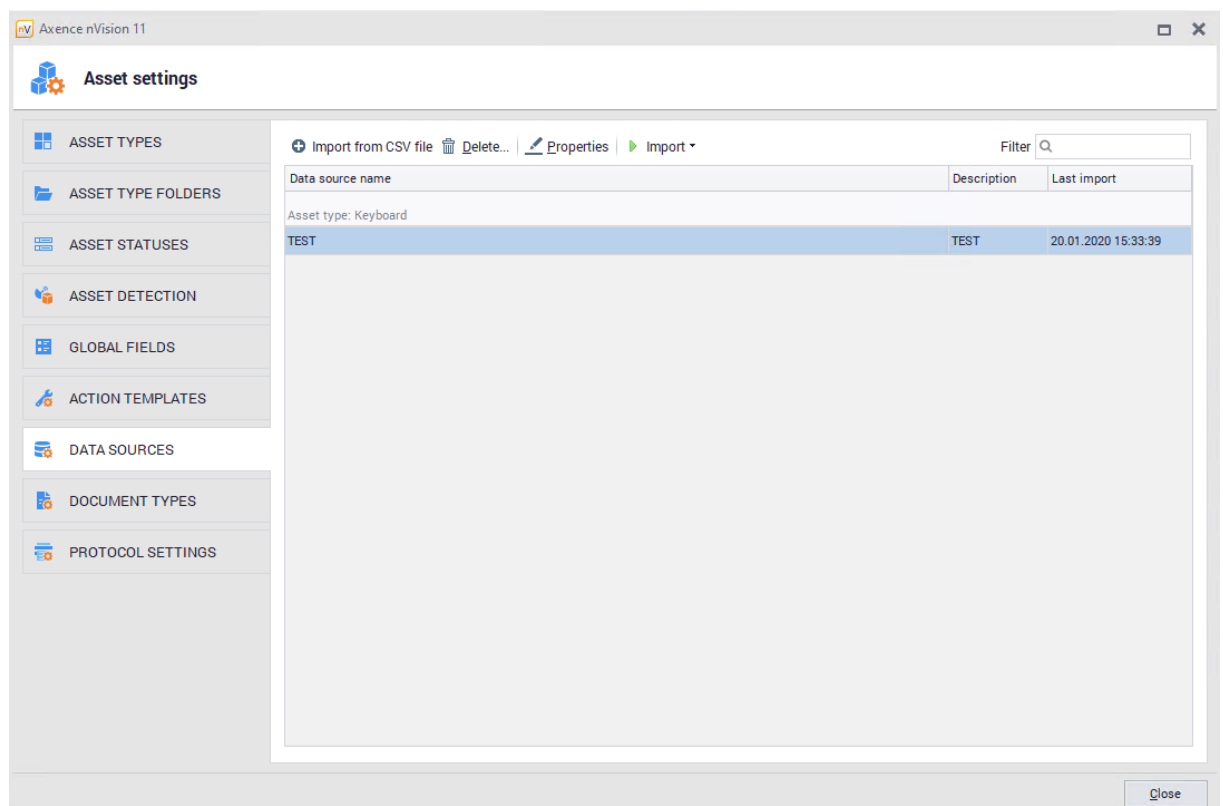 nV Axence nVision 11
Asset settings
ASSET TYPES
ASSET TYPE FOLDERS
ASSET STATUSES
ASSET DETECTION
GLOBAL FIELDS
ACTION TEMPLATES
DATA SOURCES
DOCUMENT TYPES
PROTOCOL SETTINGS
Import from CSV file Delete... Properties Import Filter
Data source name Description Last import
Asset type: Keyboard
TEST TEST 20.01.2020 15:33:39
Close